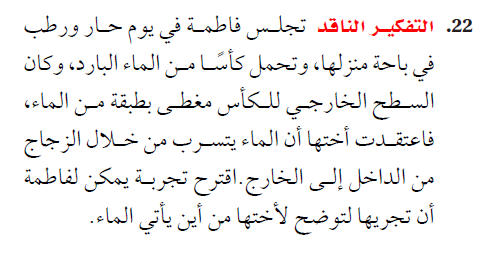 22. التفكير الناقد تجلس فاطمة في يوم حار ورطب
في باحة منزلها، وتحمل كأسًا من الماء البارد، وكان
السطح الخارجي للكأس مغطى بطبقة من الماء،
فاعتقدت أختها أن الماء يتسرب من خلال الزجاج
من الداخل إلى الخارج.اقترح تجربة يمكن لفاطمة
أن تجريها لتوضح لأختها من أين يأتي الماء.